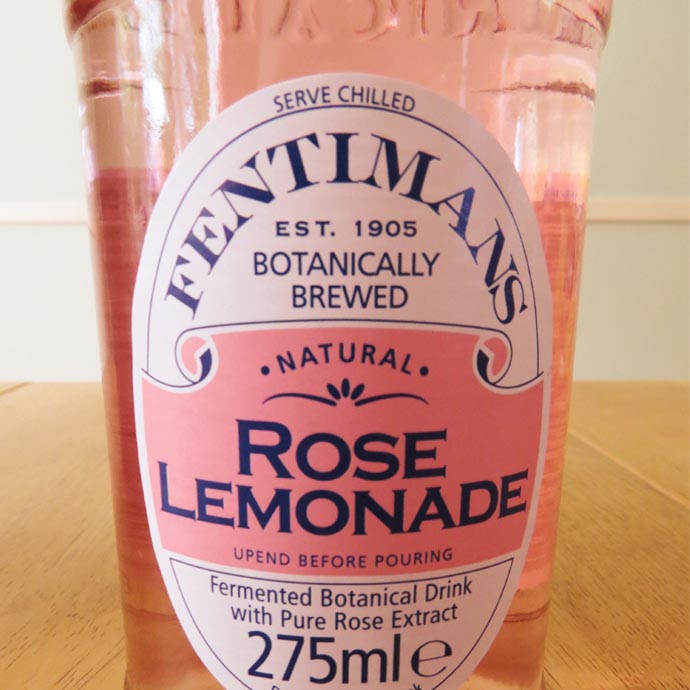 SERVE CHILLED
FENTIMANS
EST. 1905
BOTANICALLY
BREWED
• NATURAL •
ROSE
LEMONADE
UPEND BEFORE POURING
Fermented Botanical Drink
with Pure Rose Extract
275ml℮